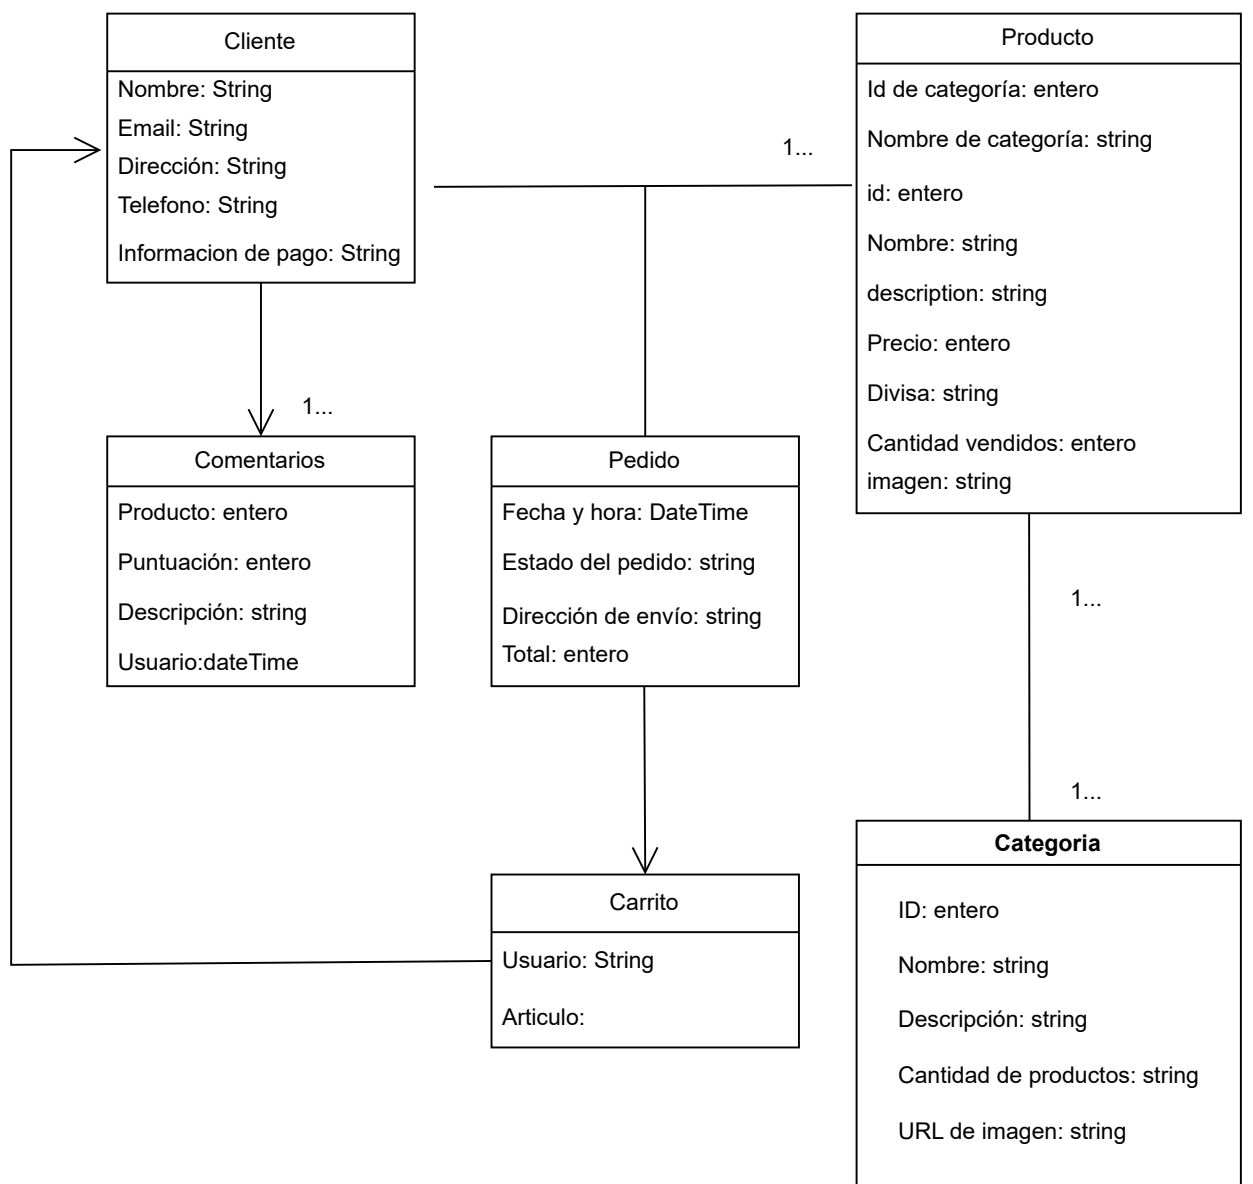 Cliente
Nombre: String
Email: String
Dirección: String
Telefono: String
Informacion de pago: String
1...
Producto
Id de categoría: entero
Nombre de categoría: string
id: entero
Nombre: string
description: string
Precio: entero
Divisa: string
Cantidad vendidos: entero
imagen: string
1...
Comentarios
Producto: entero
Puntuación: entero
Descripción: string
Usuario:dateTime
Pedido
Fecha y hora: DateTime
Estado del pedido: string
Dirección de envío: string
Total: entero
1...
1...
Carrito
Usuario: String
Articulo:
Categoria
ID: entero
Nombre: string
Descripción: string
Cantidad de productos: string
URL de imagen: string